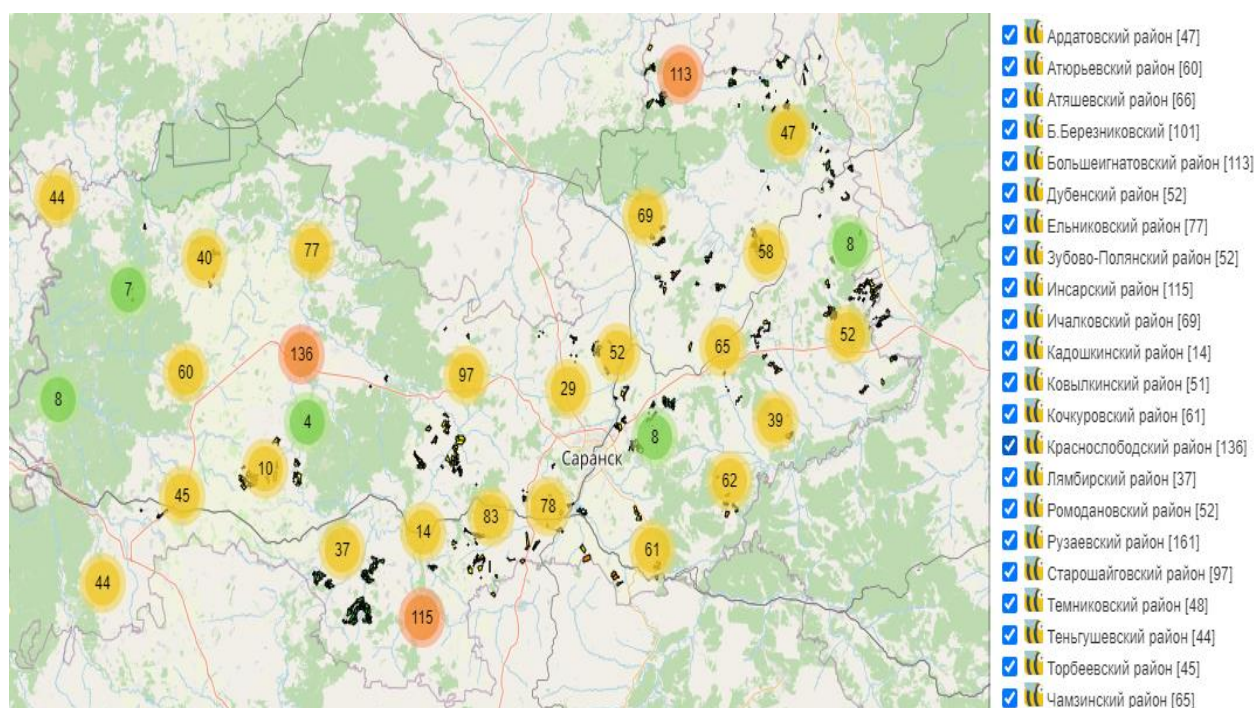 113
47
44
69
40
77
58
8
7
136
52
65
52
60
97
29
8
4
39
8
Саранск
10
62
45
78
83
14
37
61
44
115
Ардатовский район [47]
Атюрьевский район [60]
Атяшевский район [66]
Б.Березниковский [101]
Большеигнатовский район [113]
Дубенский район [52]
Ельниковский район [77]
Зубово-Полянский район [52]
Инсарский район [115]
Ичалковский район [69]
Кадошкинский район [14]
Ковылкинский район [51]
Кочкуровский район [61]
Краснослободский район [136]
Лямбирский район [37]
Ромодановский район [52]
Рузаевский район [161]
Старошайговский район [97]
Темниковский район [48]
Теньгушевский район [44]
Торбеевский район [45]
Чамзинский район [65]